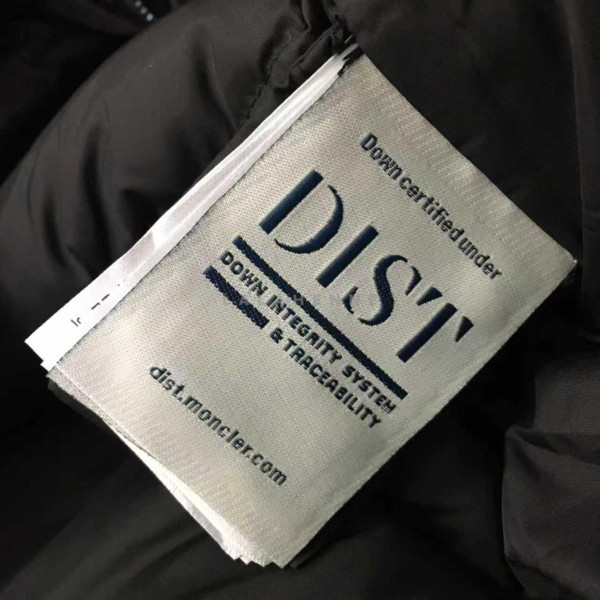 Down certified under
DIST
DOWN INTEGRITY SYSTEM
& TRACEABILITY
dist.moncler.com